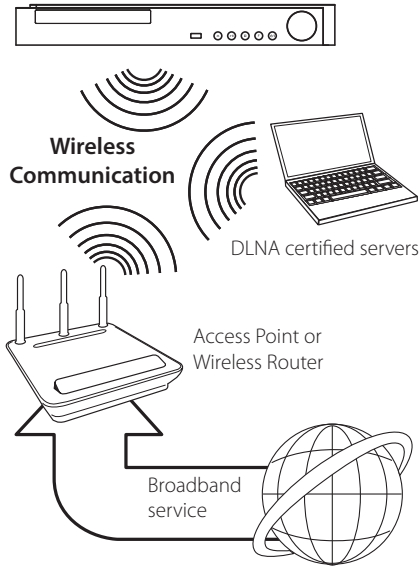 Wireless
Communication
DLNA certified servers
Access Point or
Wireless Router
Broadband
service